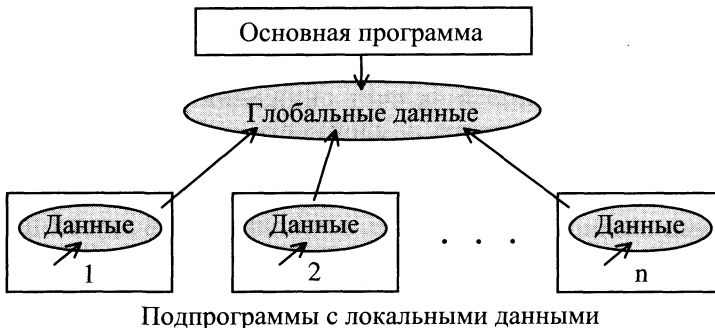 Основная программа
Глобальные данные
Данные Данные Данные
1 2 . . . n
Подпрограммы с локальными данными